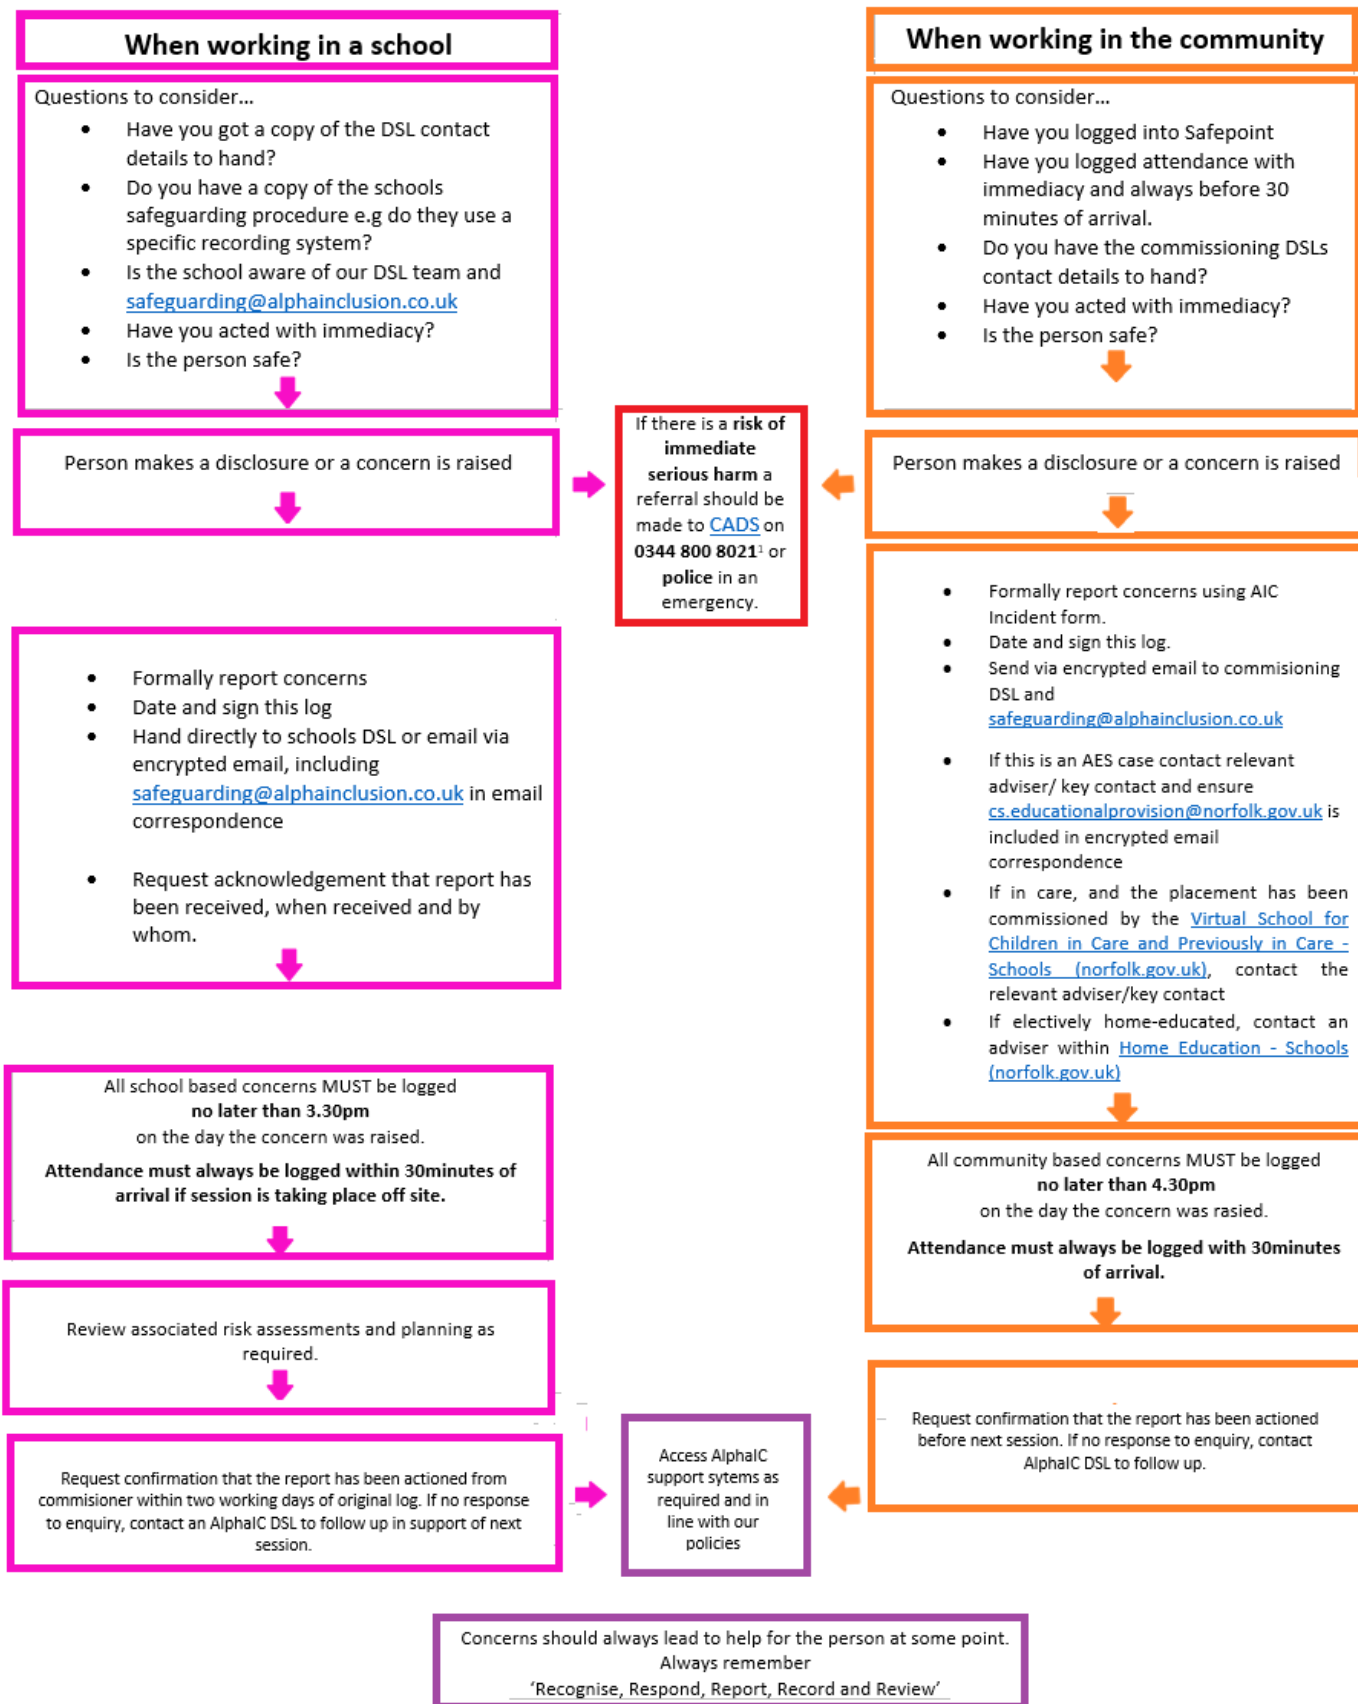 When working in a school
Questions to consider...
• Have you got a copy of the DSL contact
details to hand?
• Do you have a copy of the schools
safeguarding procedure e.g do they use a
specific recording system?
• Is the school aware of our DSL team and
safeguarding@alphainclusion.co.uk
• Have you acted with immediacy?
• Is the person safe?
Person makes a disclosure or a concern is raised
• Formally report concerns
• Date and sign this log
• Hand directly to schools DSL or email via
encrypted email, including
safeguarding@alphainclusion.co.uk in email
correspondence
• Request acknowledgement that report has
been received, when received and by
whom.
All school based concerns MUST be logged
no later than 3.30pm
on the day the concern was raised.
Attendance must always be logged within 30minutes of
arrival if session is taking place off site.
Review associated risk assessments and planning as
required.
Request confirmation that the report has been actioned from
commisioner within two working days of original log. If no response
to enquiry, contact an AlphaIC DSL to follow up in support of next
session.
If there is a risk of
immediate
serious harm a
referral should be
made to CADS on
0344 800 8021¹ or
police in an
emergency.
When working in the community
Questions to consider...
• Have you logged into Safepoint
• Have you logged attendance with
immediacy and always before 30
minutes of arrival.
• Do you have the commissioning DSLs
contact details to hand?
• Have you acted with immediacy?
• Is the person safe?
Person makes a disclosure or a concern is raised
• Formally report concerns using AIC
Incident form.
• Date and sign this log.
• Send via encrypted email to commisioning
DSL and
safeguarding@alphainclusion.co.uk
• If this is an AES case contact relevant
adviser/ key contact and ensure
cs.educationalprovision@norfolk.gov.uk is
included in encrypted email
correspondence
• If in care, and the placement has been
commissioned by the Virtual School for
Children in Care and Previously in Care -
Schools (norfolk.gov.uk), contact the
relevant adviser/key contact
• If electively home-educated, contact an
adviser within Home Education - Schools
(norfolk.gov.uk)
All community based concerns MUST be logged
no later than 4.30pm
on the day the concern was rasied.
Attendance must always be logged with 30minutes
of arrival.
Request confirmation that the report has been actioned
before next session. If no response to enquiry, contact
AlphaIC DSL to follow up.
Access AlphaIC
support sytems as
required and in
line with our
policies
Concerns should always lead to help for the person at some point.
Always remember
‘Recognise, Respond, Report, Record and Review’